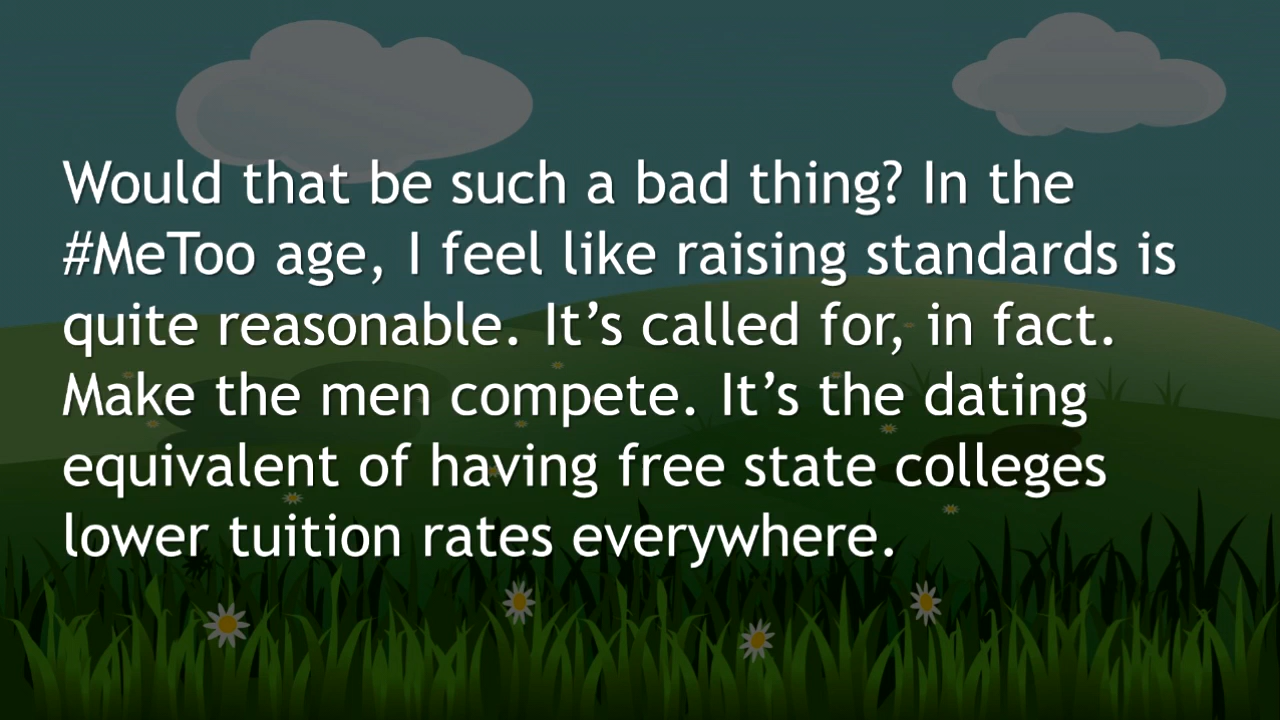 Would that be such a bad thing? In the
#MeToo age, I feel like raising standards is
quite reasonable. It’s called for, in fact.
Make the men compete. It’s the dating
equivalent of having free state colleges
lower tuition rates everywhere.